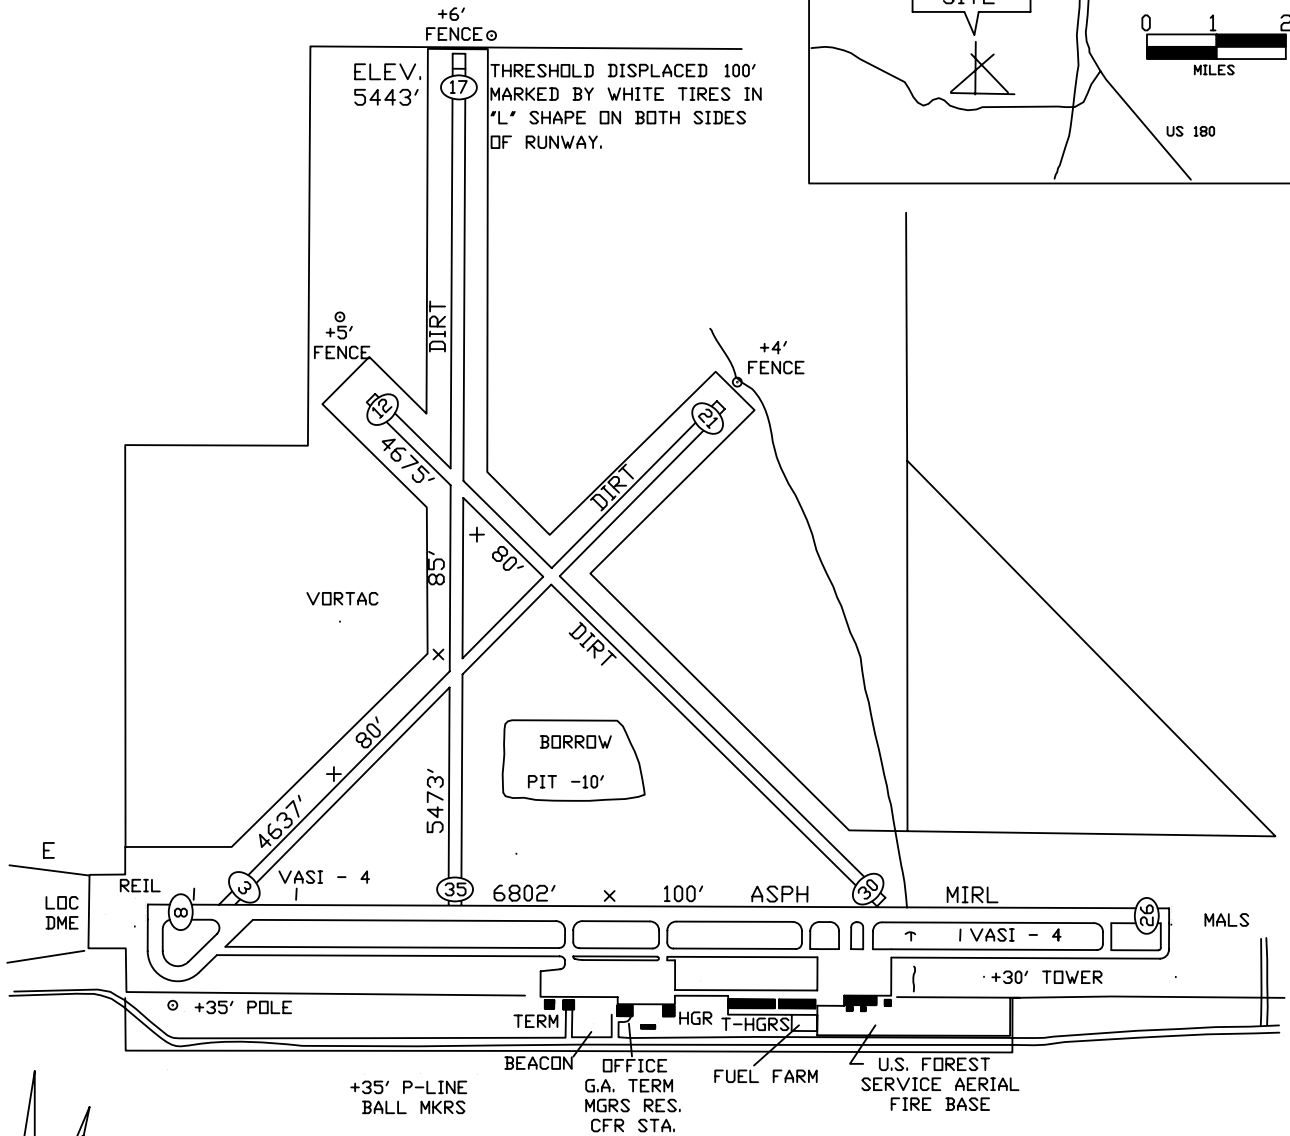 +6'
FENCE
ELEV.
5443'
17
THRESHOLD DISPLACED 100'
MARKED BY WHITE TIRES IN
"L" SHAPE ON BOTH SIDES
OF RUNWAY.
SITE
0 1 2
MILES
US 180
DIRT
+5'
FENCE
+4'
FENCE
12
4675'
21
DIRT
85'
× 80'
VORTAC
DIRT
×
4637' × 80'
BORROW
PIT -10'
5473'
E
REIL
VASI - 4
3
35
6802' × 100' ASPH MIRL
30
LOC
DME
8
26
MALS
VASI - 4
+30' TOWER
+35' POLE
TERM
HGR
T-HGRS
BEACON
OFFICE
G.A. TERM
MGRS RES.
CFR STA.
FUEL FARM
U.S. FOREST
SERVICE AERIAL
FIRE BASE
+35' P-LINE
BALL MKRS